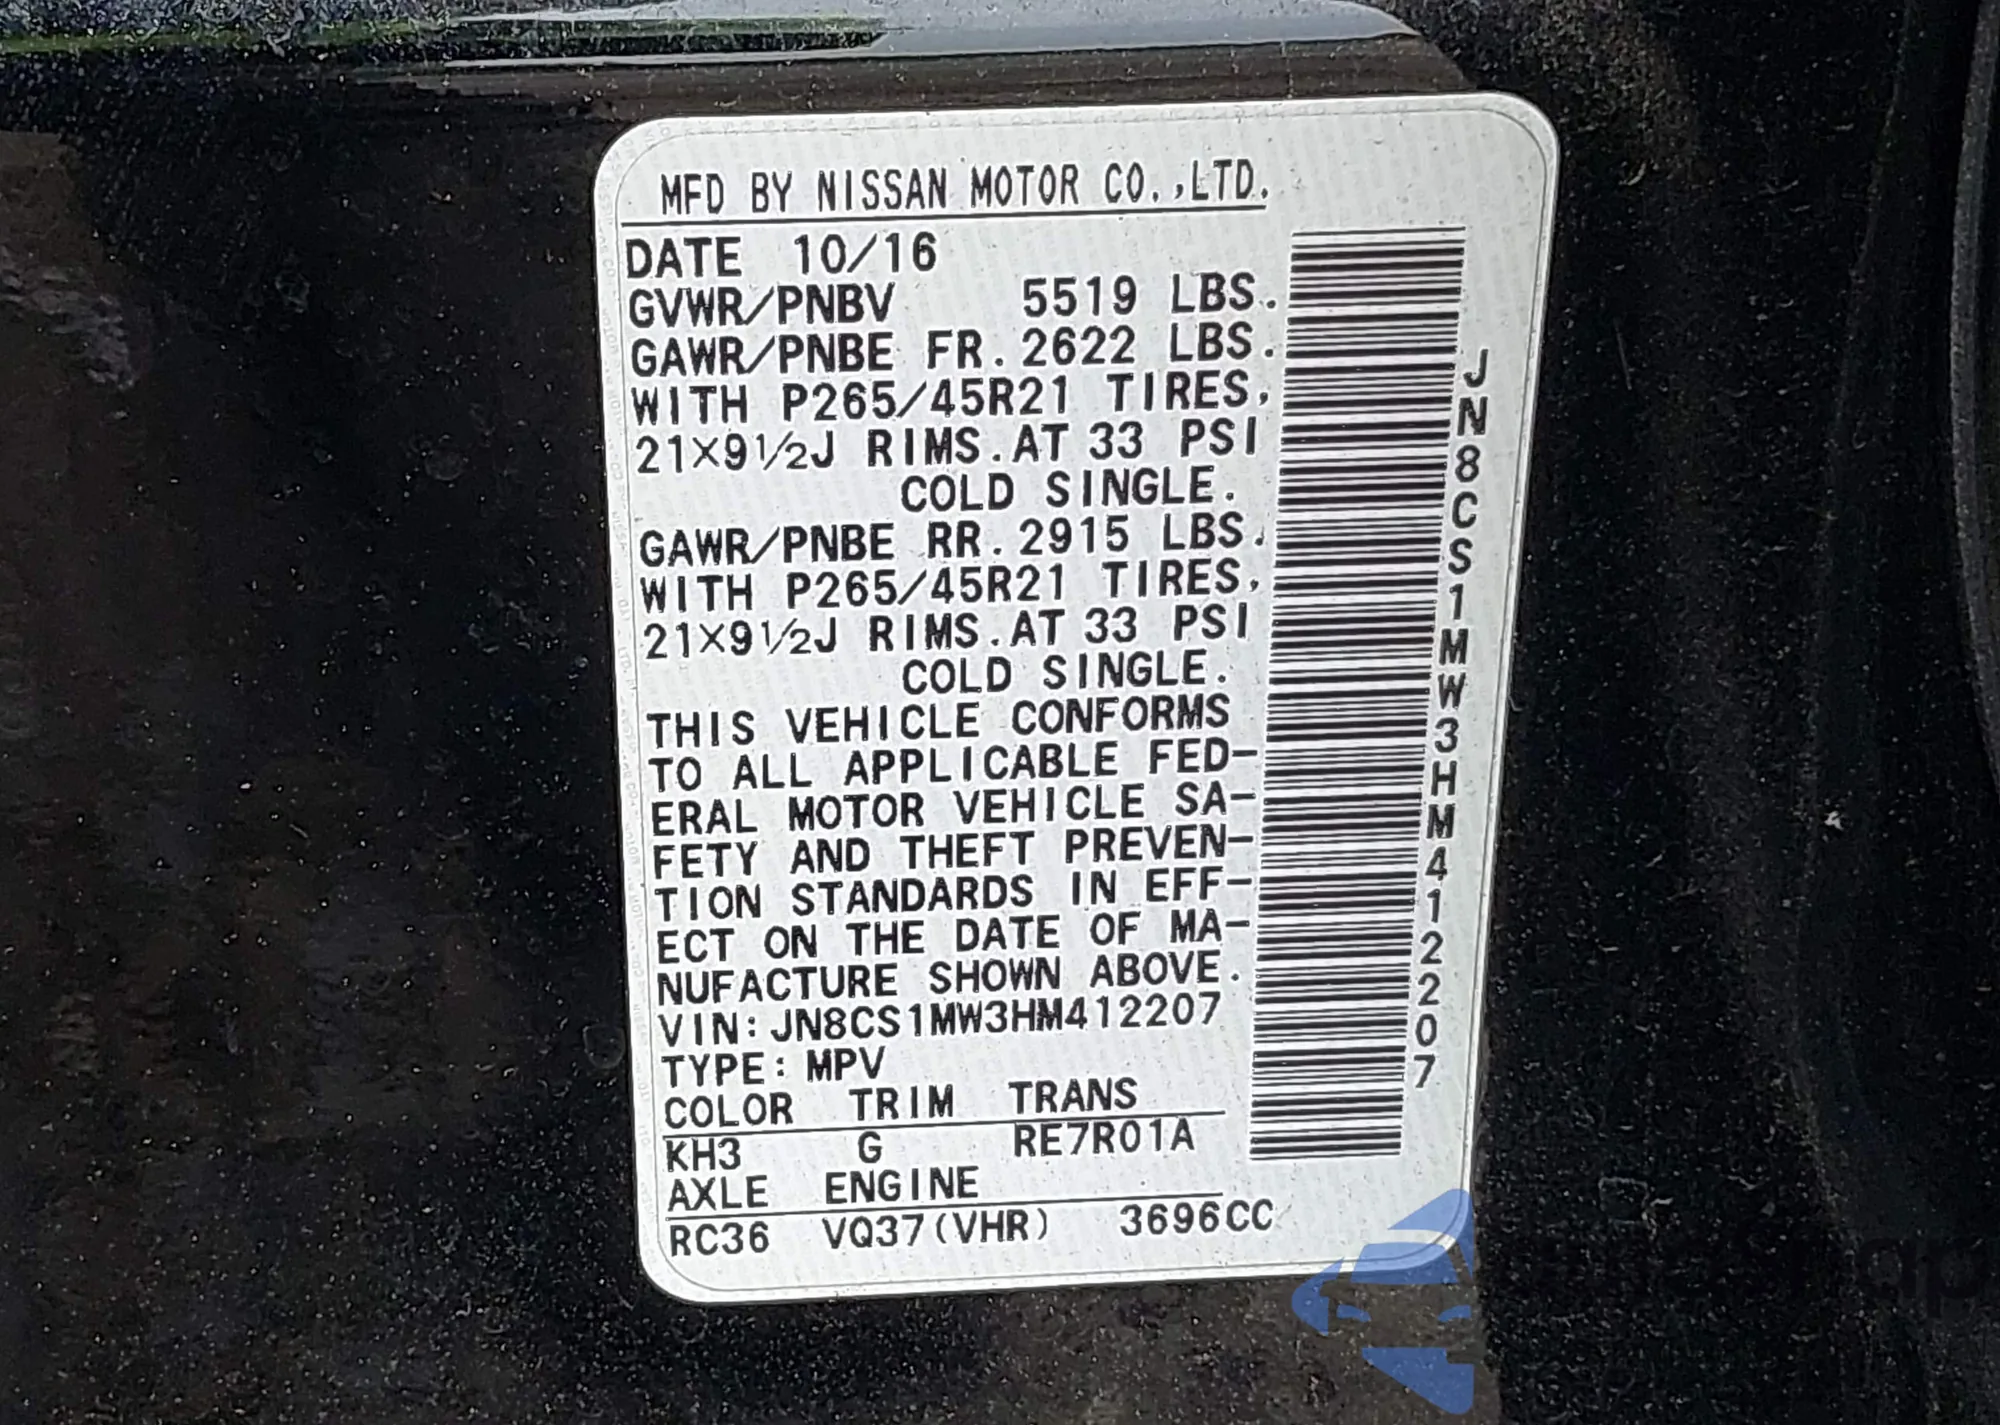 MFD BY NISSAN MOTOR CO.,LTD.
DATE 10/16
GVWR/PNBV 5519 LBS.
GAWR/PNBE FR. 2622 LBS.
WITH P265/45R21 TIRES,
21×9½J RIMS. AT 33 PSI
COLD SINGLE.
GAWR/PNBE RR. 2915 LBS.
WITH P265/45R21 TIRES,
21×9½J RIMS. AT 33 PSI
COLD SINGLE.
THIS VEHICLE CONFORMS
TO ALL APPLICABLE FED-
ERAL MOTOR VEHICLE SA-
FETY AND THEFT PREVEN-
TION STANDARDS IN EFF-
ECT ON THE DATE OF MA-
NUFACTURE SHOWN ABOVE.
VIN: JN8CS1MW3HM412207
TYPE: MPV
COLOR TRIM TRANS
KH3 G RE7R01A
AXLE ENGINE
RC36 VQ37(VHR) 3696CC
JN8CS1MW3HM412207